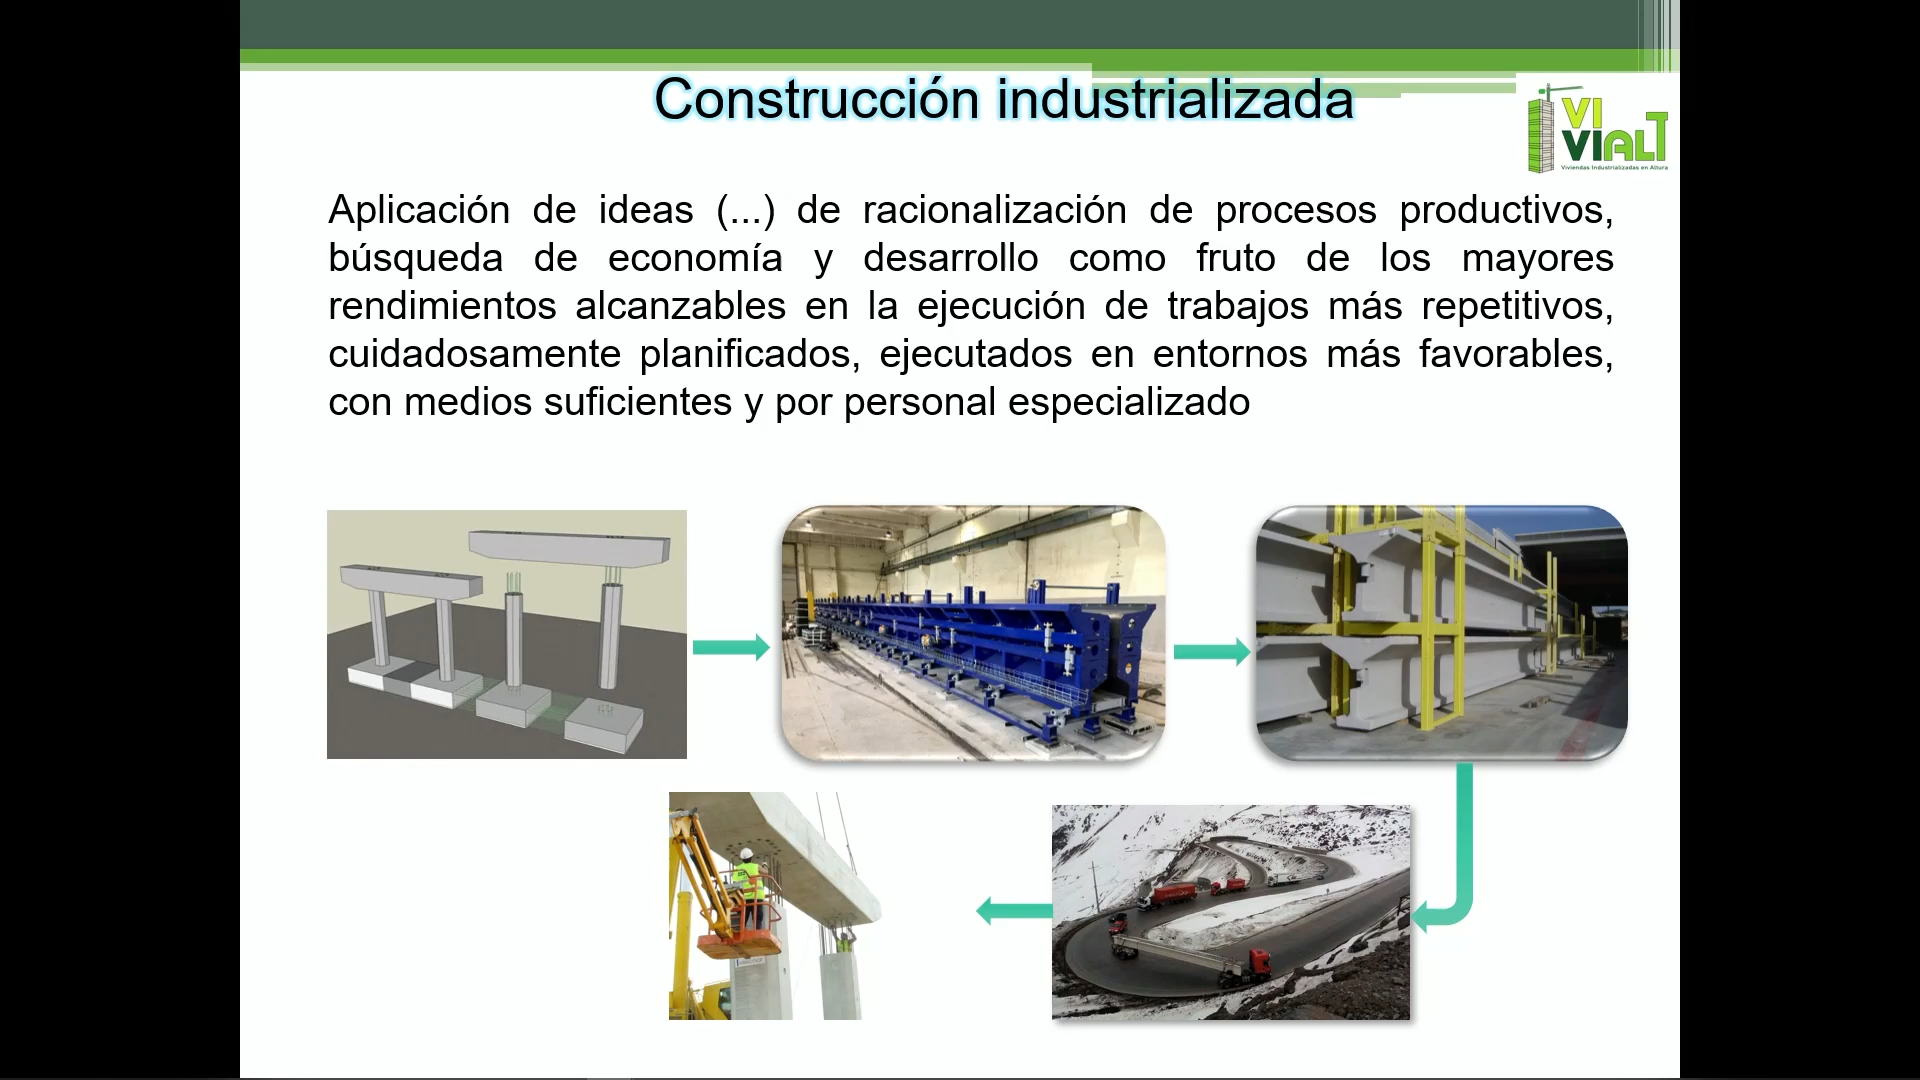 Construcción industrializada
VI
VIALT
Viviendas Industrializadas en Altura
Aplicación de ideas (...) de racionalización de procesos productivos,
búsqueda de economía y desarrollo como fruto de los mayores
rendimientos alcanzables en la ejecución de trabajos más repetitivos,
cuidadosamente planificados, ejecutados en entornos más favorables,
con medios suficientes y por personal especializado